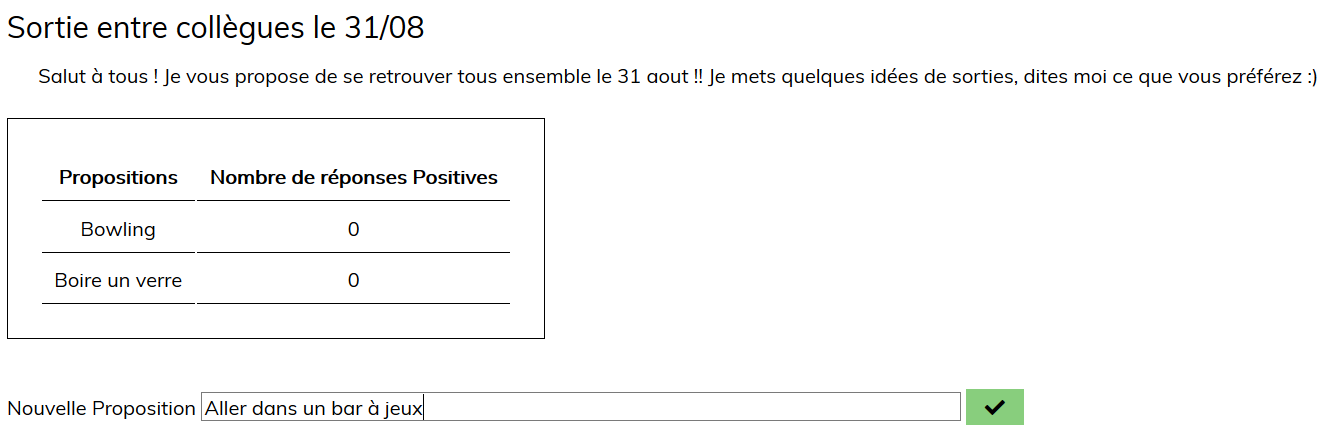 Sortie entre collègues le 31/08
Salut à tous ! Je vous propose de se retrouver tous ensemble le 31 aout !! Je mets quelques idées de sorties, dites moi ce que vous préférez :)
Propositions Nombre de réponses Positives
Bowling 0
Boire un verre 0
Nouvelle Proposition Aller dans un bar à jeux